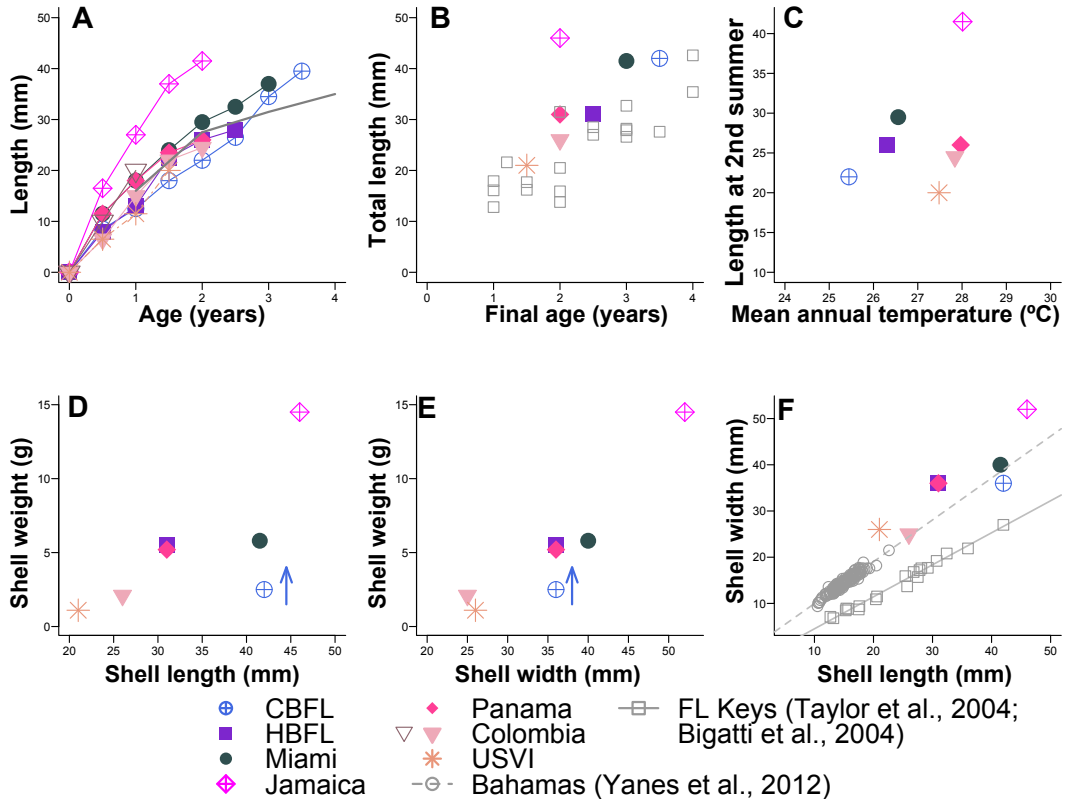 A
B
C
50
40
30
20
10
0
Length (mm)
0 1 2 3 4
Age (years)
50
40
30
20
10
0
Total length (mm)
0 1 2 3 4
Final age (years)
45
40
35
30
25
20
15
10
Length at 2nd summer
24 25 26 27 28 29 30
Mean annual temperature (ºC)
D
E
F
15
10
5
0
Shell weight (g)
20 25 30 35 40 45 50
Shell length (mm)
15
10
5
0
Shell weight (g)
20 25 30 35 40 45 50
Shell width (mm)
50
40
30
20
10
Shell width (mm)
10 20 30 40 50
Shell length (mm)
CBFL
HBFL
Miami
Jamaica
Panama
Colombia
USVI
Bahamas (Yanes et al., 2012)
FL Keys (Taylor et al., 2004;
Bigatti et al., 2004)